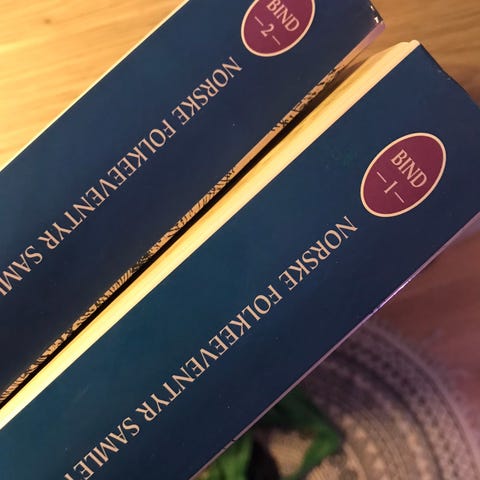 BIND
– 2 –
NORSKE FOLKEEVENTYR
BIND
– 1 –
NORSKE FOLKEEVENTYR